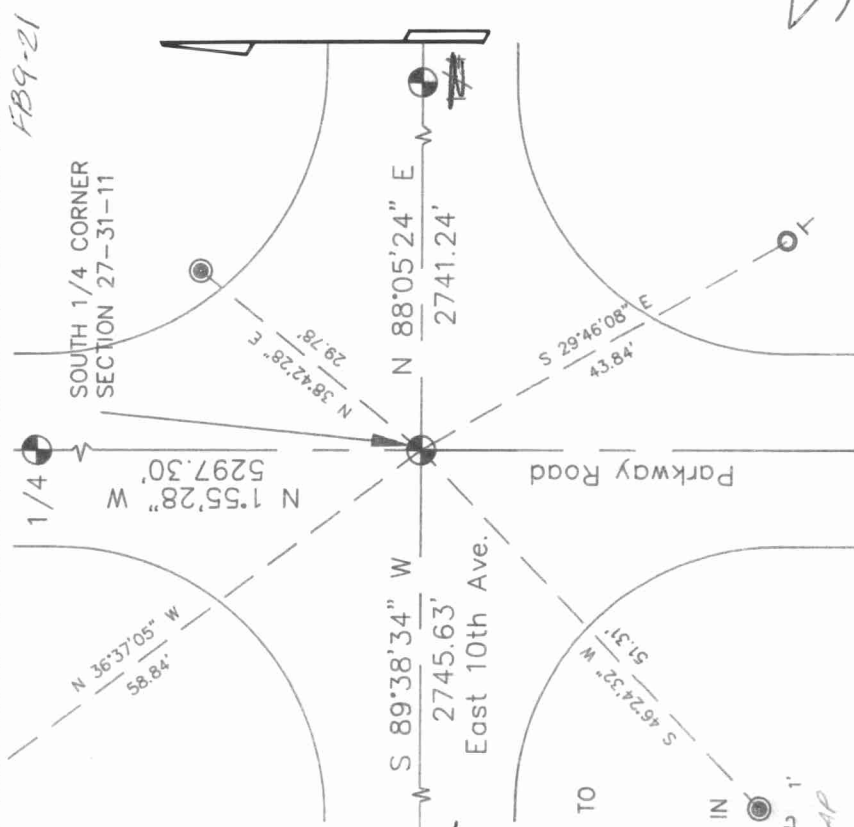 FB9-21
SOUTH 1/4 CORNER
SECTION 27-31-11
1/4
N 1°55'28" W
5297.30'
N 38°42'28" E
29.78'
N 88°05'24" E
2741.24'
N 36°37'05" W
58.84'
S 89°38'34" W
2745.63'
East 10th Ave.
S 29°46'08" E
43.84'
Parkway Road
S 46°24'32" W
51.31'
TO
IN
1'